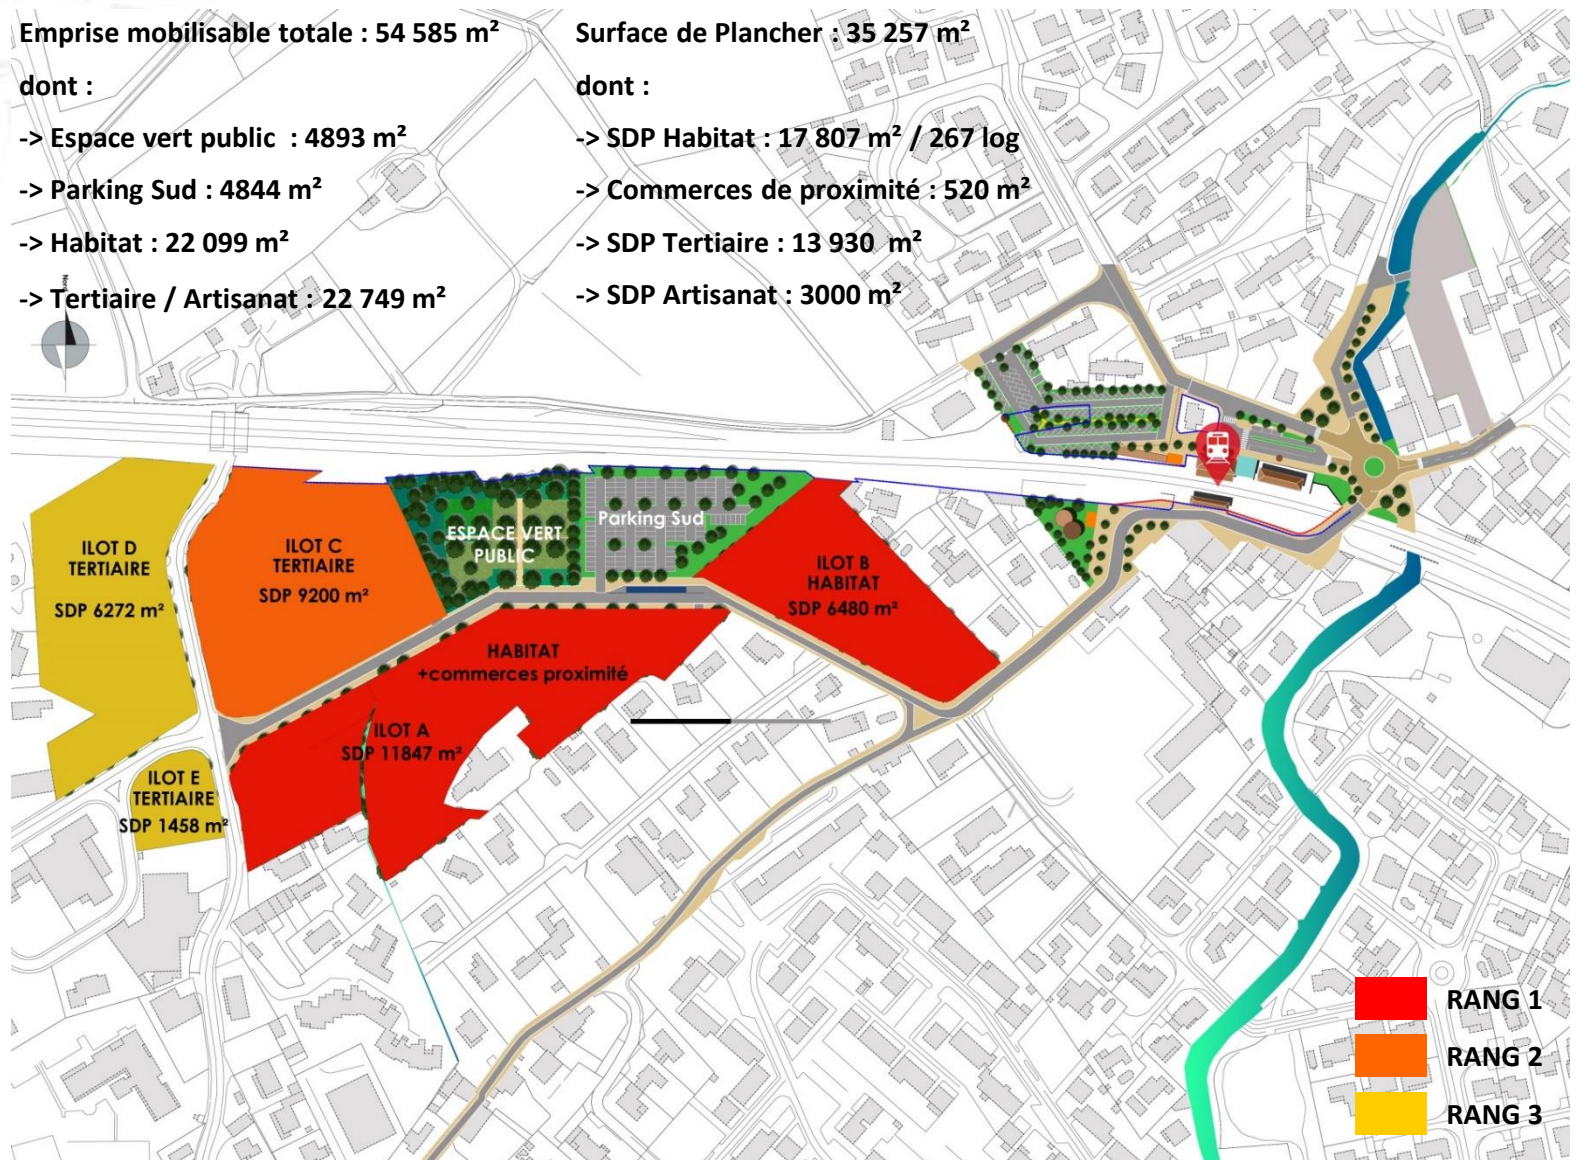 Emprise mobilisable totale : 54 585 m²
dont :
-> Espace vert public : 4893 m²
-> Parking Sud : 4844 m²
-> Habitat : 22 099 m²
-> Tertiaire / Artisanat : 22 749 m²
Surface de Plancher : 35 257 m²
dont :
-> SDP Habitat : 17 807 m² / 267 log
-> Commerces de proximité : 520 m²
-> SDP Tertiaire : 13 930 m²
-> SDP Artisanat : 3000 m²
Nord
ILOT D
TERTIAIRE
SDP 6272 m²
ILOT C
TERTIAIRE
SDP 9200 m²
ESPACE VERT
PUBLIC
Parking Sud
ILOT B
HABITAT
SDP 6480 m²
HABITAT
+commerces proximité
ILOT A
SDP 11847 m²
ILOT E
TERTIAIRE
SDP 1458 m²
RANG 1
RANG 2
RANG 3